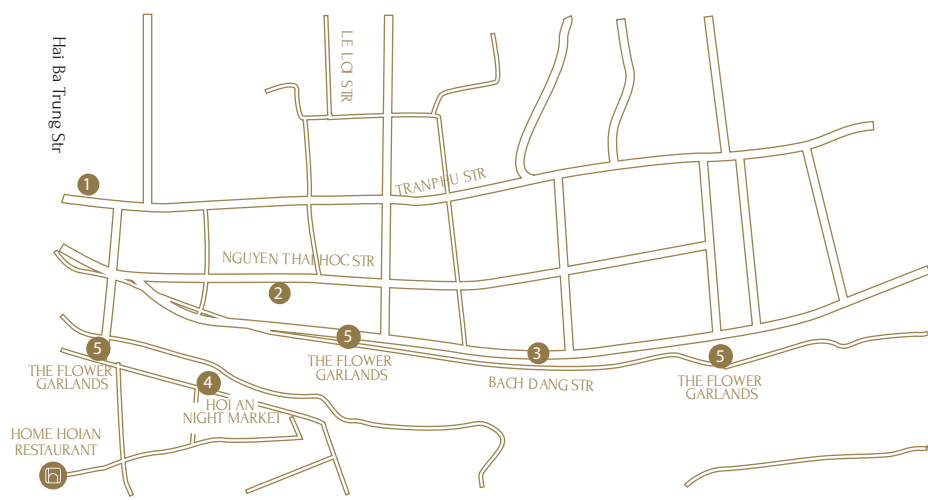 Hai Ba Trung Str
LE LOI STR
1
TRANPHU STR
NGUYEN THAI HOC STR
2
5
THE FLOWER
GARLANDS
3
BACH DANG STR
5
THE FLOWER
GARLANDS
5
THE FLOWER
GARLANDS
4
HOI AN
NIGHT MARKET
HOME HOIAN
RESTAURANT